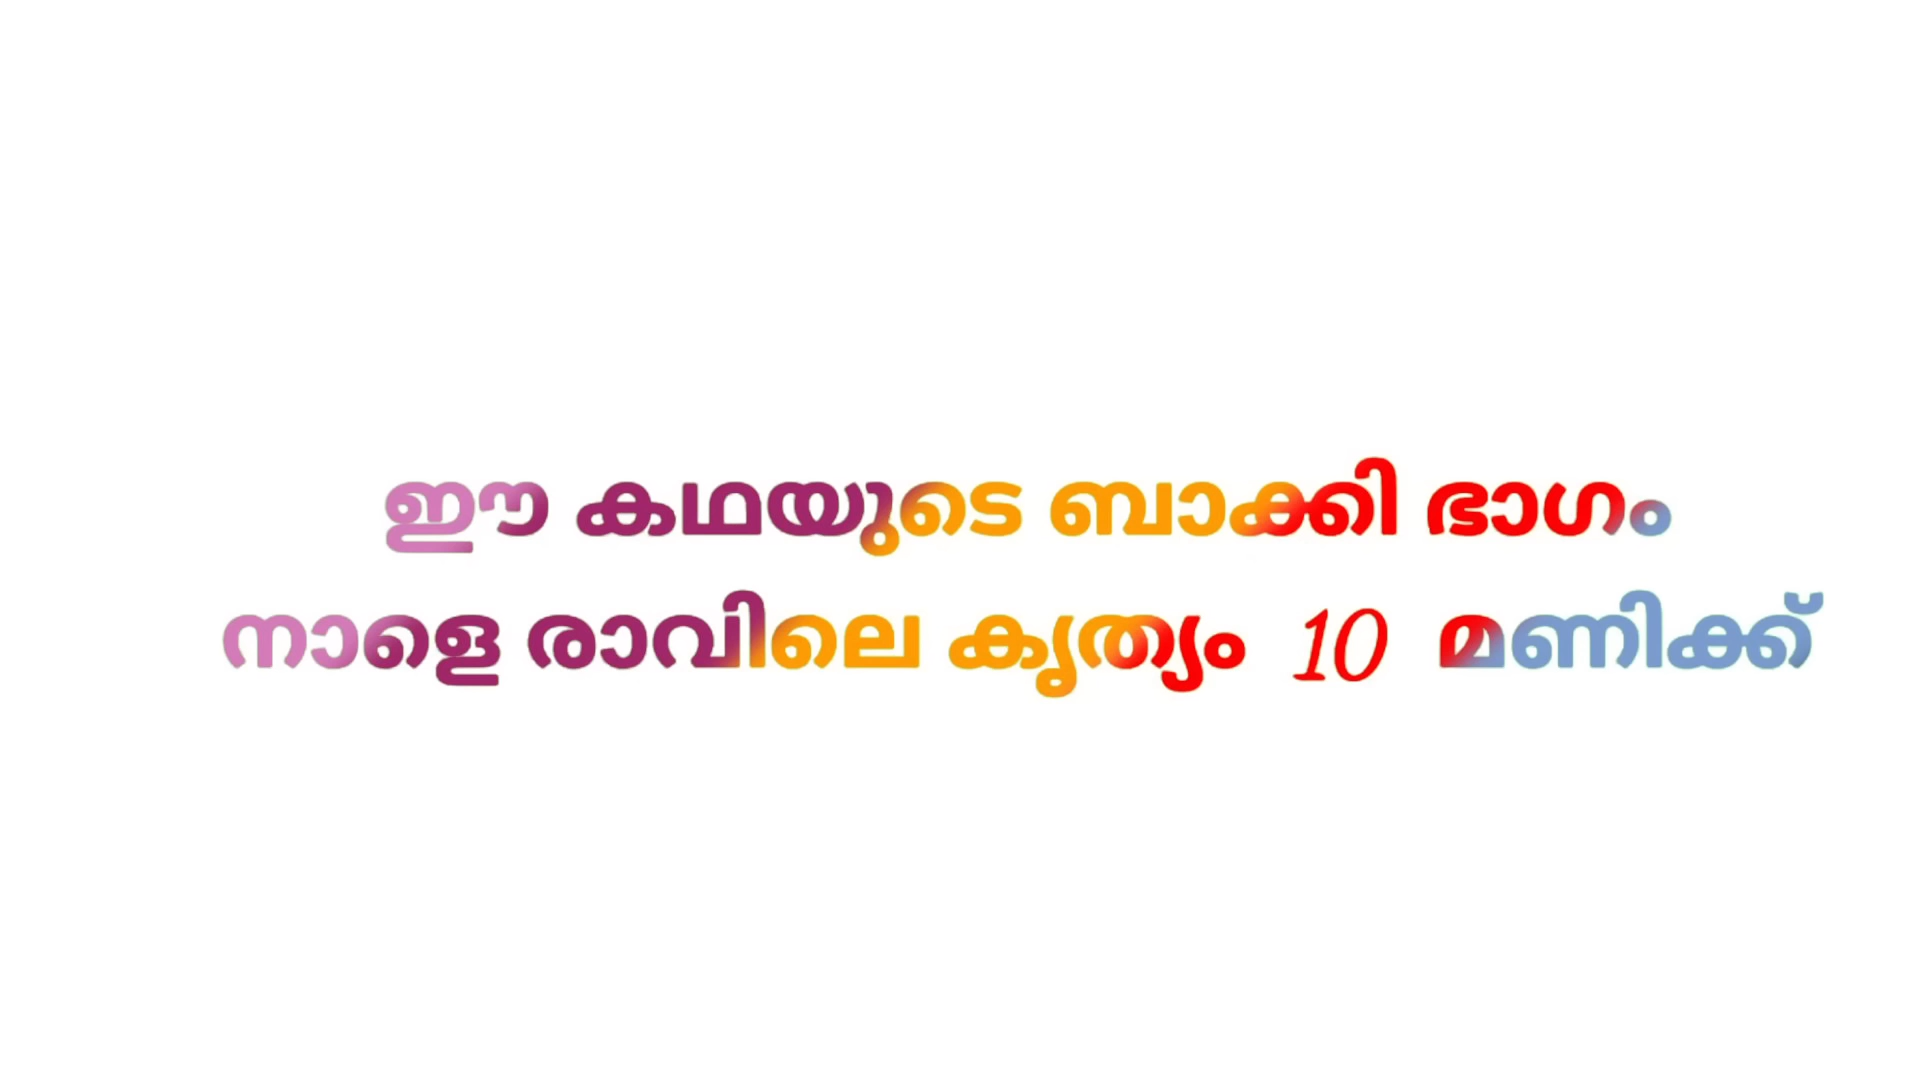 ഈ കഥയുടെ ബാക്കി ഭാഗം
നാളെ രാവിലെ കൃത്യം 10 മണിക്ക്